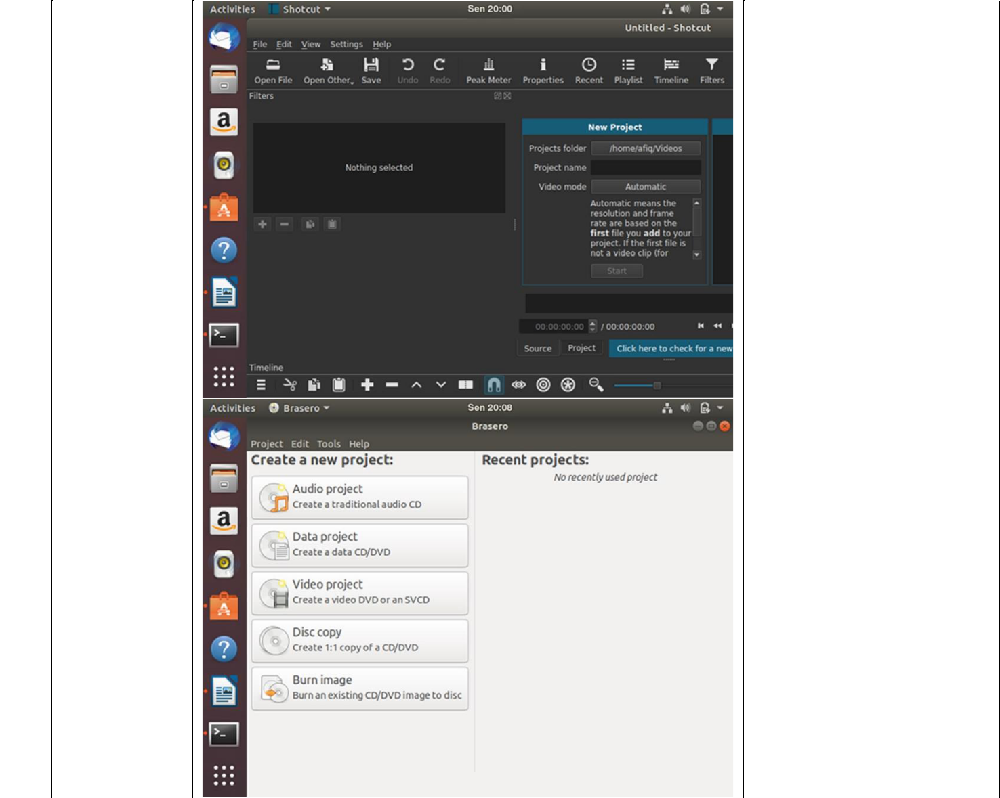 Activities Shotcut Sen 20:00
Untitled - Shotcut
File Edit View Settings Help
Open File Open Other Save Undo Redo Peak Meter Properties Recent Playlist Timeline Filters
Filters
Nothing selected
New Project
Projects folder /home/afiq/Videos
Project name
Video mode Automatic
Automatic means the
resolution and frame
rate are based on the
first file you add to your
project. If the first file is
not a video clip (for
Start
00:00:00:00 / 00:00:00:00
Source Project Click here to check for a new
Timeline
Activities Brasero Sen 20:08
Brasero
Project Edit Tools Help
Create a new project:
Audio project
Create a traditional audio CD
Data project
Create a data CD/DVD
Video project
Create a video DVD or an SVCD
Disc copy
Create 1:1 copy of a CD/DVD
Burn image
Burn an existing CD/DVD image to disc
Recent projects:
No recently used project